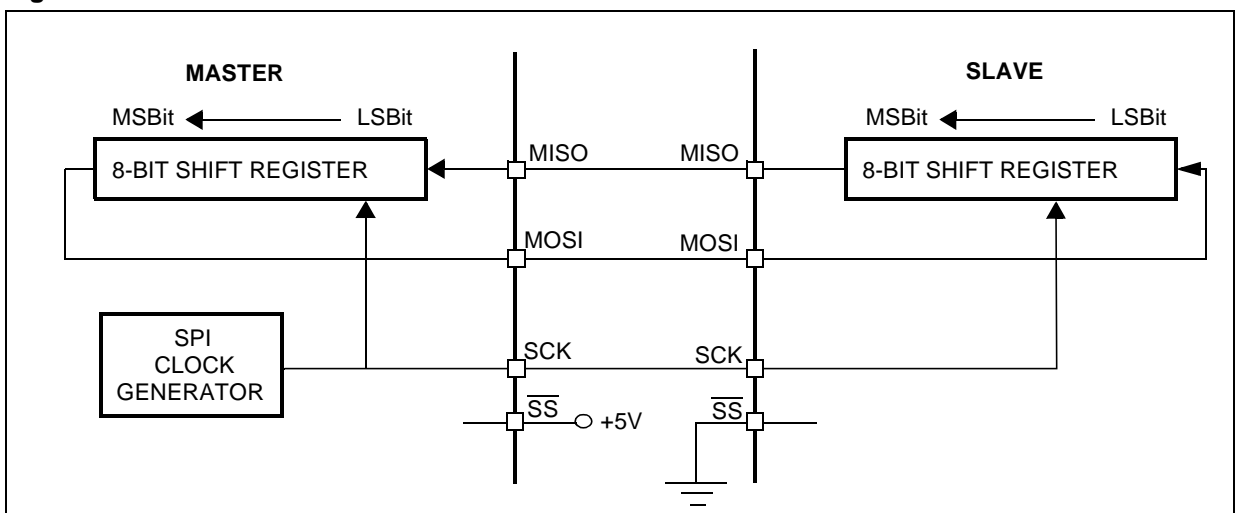 MASTER
SLAVE
MSBit LSBit
MSBit LSBit
8-BIT SHIFT REGISTER
MISO
MISO
8-BIT SHIFT REGISTER
MOSI
MOSI
SPI
CLOCK
GENERATOR
SCK
SCK
SS
+5V
SS